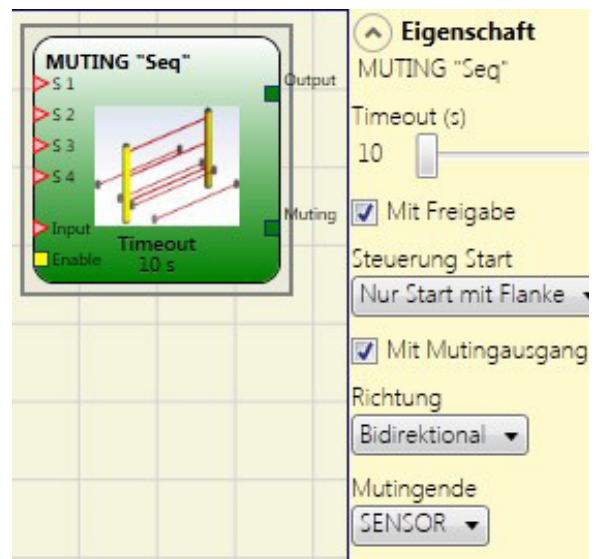 MUTING "Seq"
S 1
S 2
S 3
S 4
Input
Enable
Output
Muting
Timeout
10 s
Eigenschaft
MUTING "Seq"
Timeout (s)
10
Mit Freigabe
Steuerung Start
Nur Start mit Flanke
Mit Mutingausgang
Richtung
Bidirektional
Mutingende
SENSOR